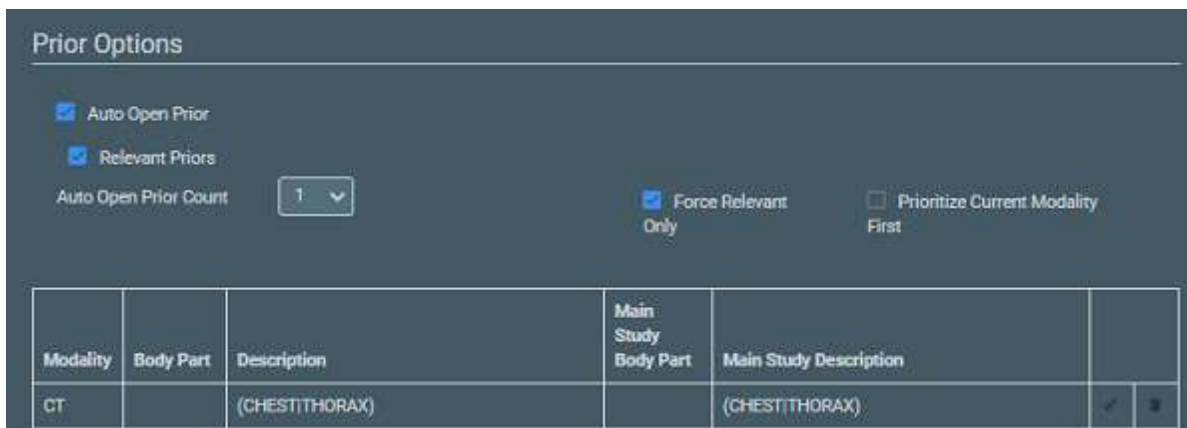 Prior Options
Auto Open Prior
Relevant Priors
Auto Open Prior Count 1
Force Relevant
Only
Prioritize Current Modality
First
Modality Body Part Description Main
Study
Body Part Main Study Description
CT (CHEST|THORAX) (CHEST|THORAX)